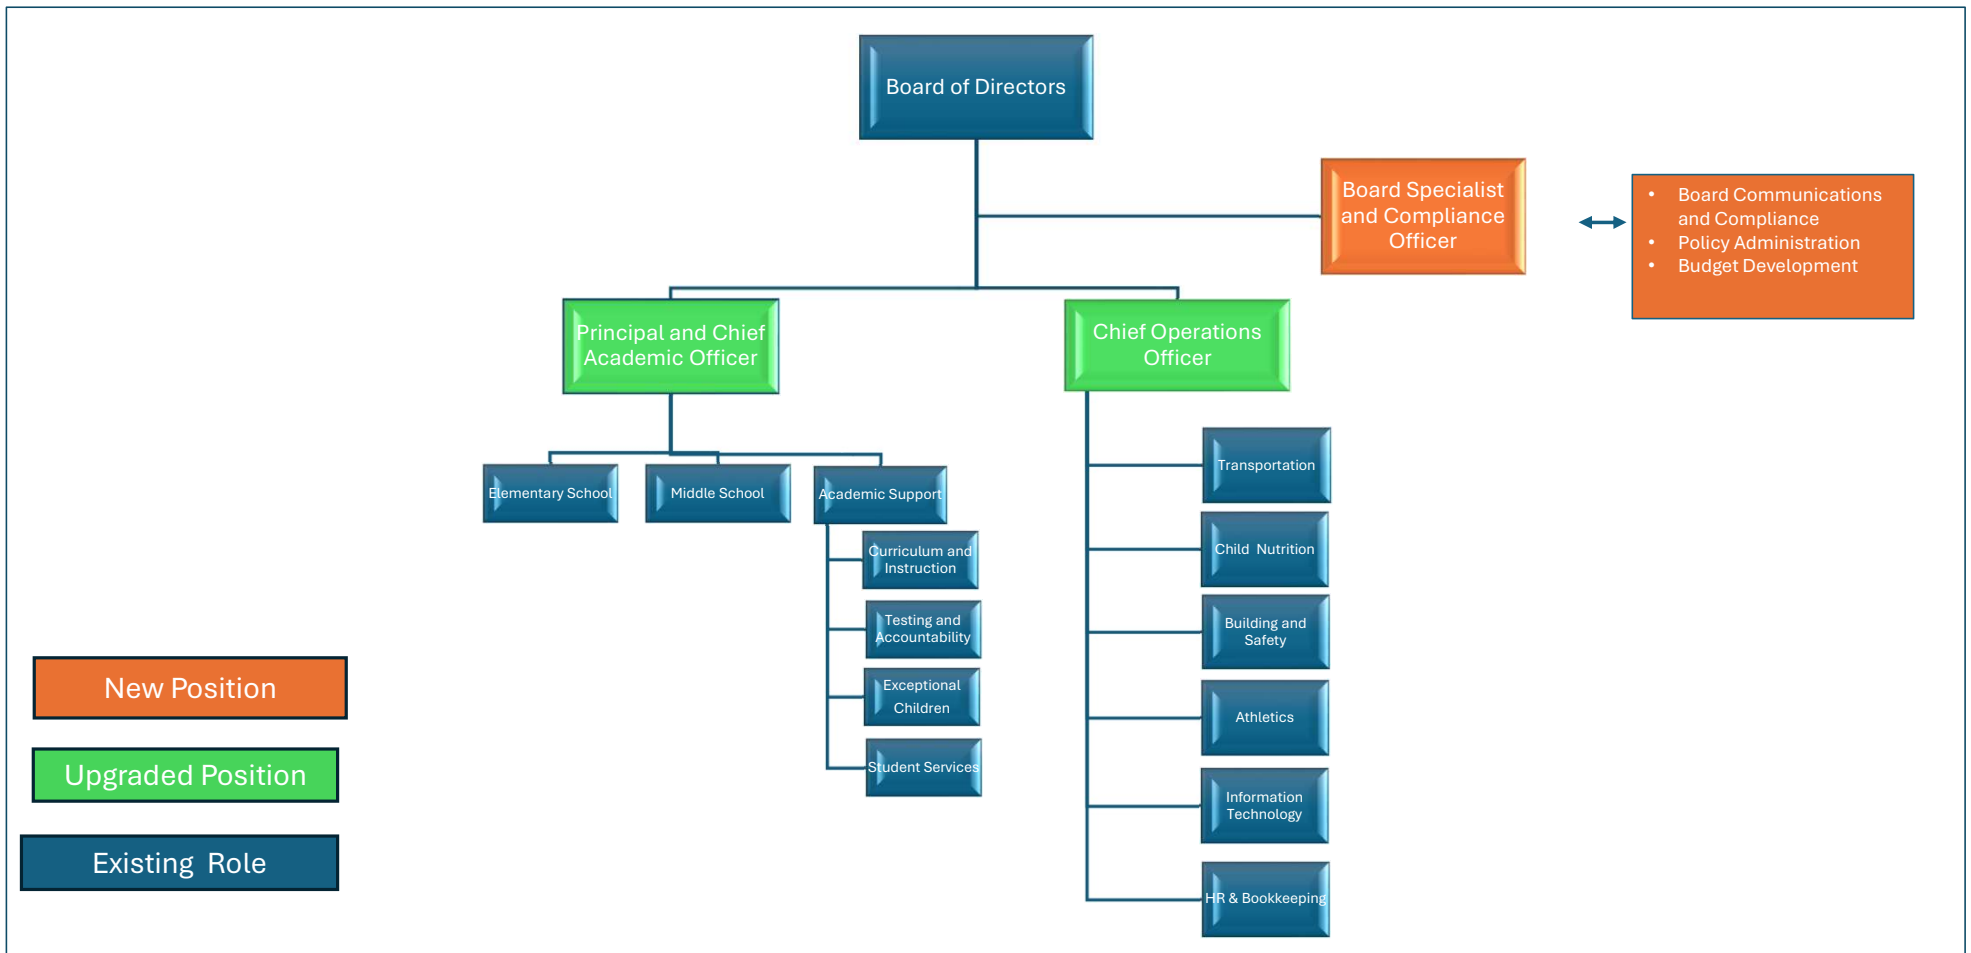 Board of Directors
Board Specialist
and Compliance
Officer
• Board Communications
and Compliance
• Policy Administration
• Budget Development
Principal and Chief
Academic Officer
Chief Operations
Officer
Elementary School
Middle School
Academic Support
Curriculum and
Instruction
Testing and
Accountability
Exceptional
Children
Student Services
Transportation
Child  Nutrition
Building and
Safety
Athletics
Information
Technology
HR & Bookkeeping
New Position
Upgraded Position
Existing  Role